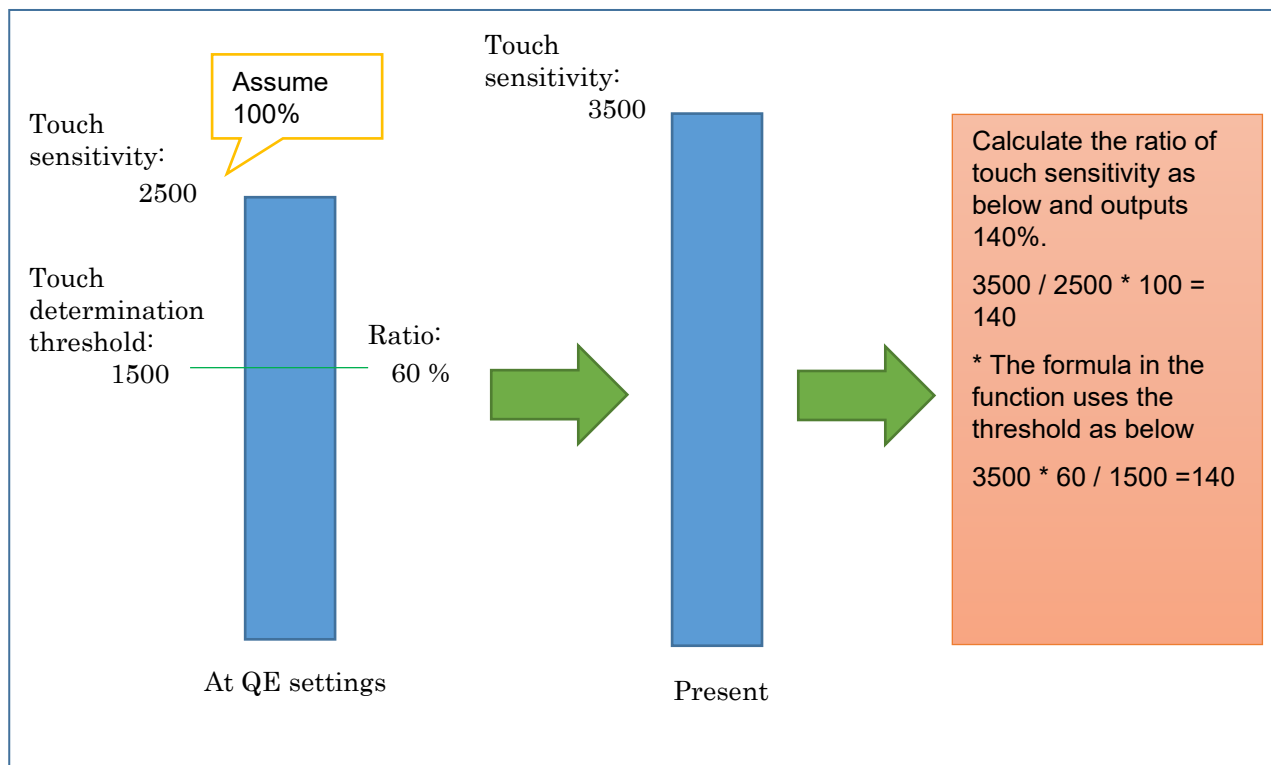 Assume
100%
Touch
sensitivity:
2500
Touch
determination
threshold:
1500
Ratio:
60 %
At QE settings
Touch
sensitivity:
3500
Present
Calculate the ratio of
touch sensitivity as
below and outputs
140%.
3500 / 2500 * 100 =
140
* The formula in the
function uses the
threshold as below
3500 * 60 / 1500 =140